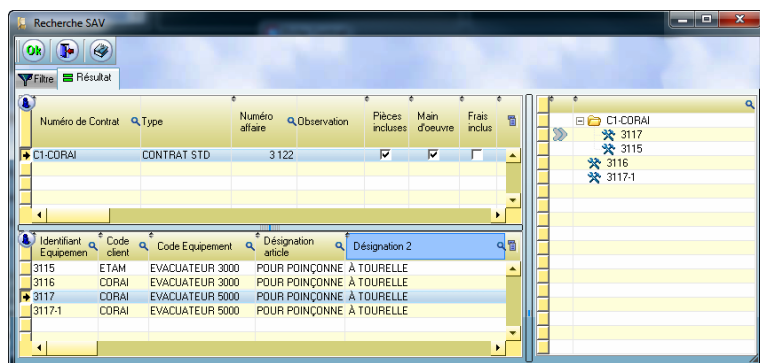 Recherche SAV
Ok
Filtre Résultat
Numéro de Contrat Type Numéro affaire Observation Pièces incluses Main d'oeuvre Frais inclus
C1-CORAI CONTRAT STD 3 122
Identifiant Equipemen Code client Code Equipement Désignation article Désignation 2
3115 ETAM EVACUATEUR 3000 POUR POINÇONNE À TOURELLE
3116 CORAI EVACUATEUR 3000 POUR POINÇONNE À TOURELLE
3117 CORAI EVACUATEUR 5000 POUR POINÇONNE À TOURELLE
3117-1 CORAI EVACUATEUR 5000 POUR POINÇONNE À TOURELLE
C1-CORAI
3117
3115
3116
3117-1